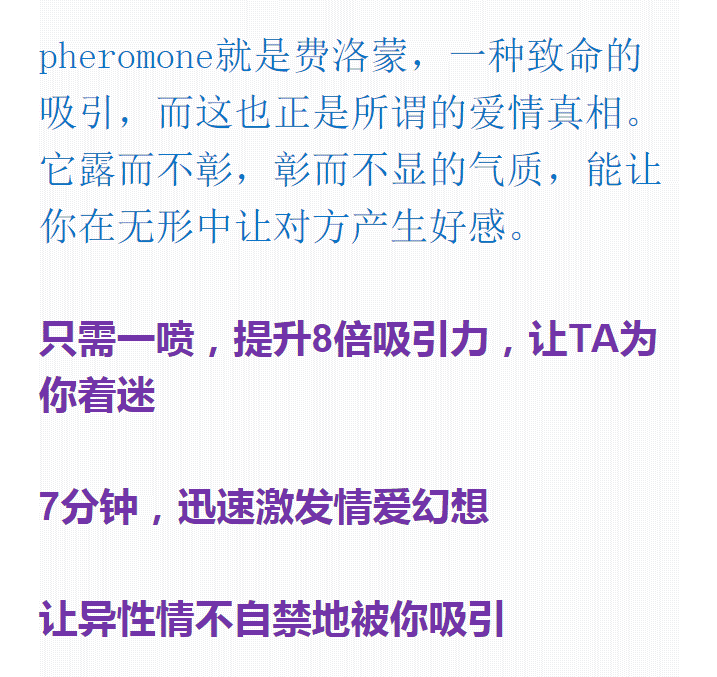 pheromone就是费洛蒙，一种致命的
吸引，而这也正是所谓的爱情真相。
它露而不彰，彰而不显的气质，能让
你在无形中让对方产生好感。
只需一喷，提升8倍吸引力，让TA为
你着迷
7分钟，迅速激发情爱幻想
让异性情不自禁地被你吸引